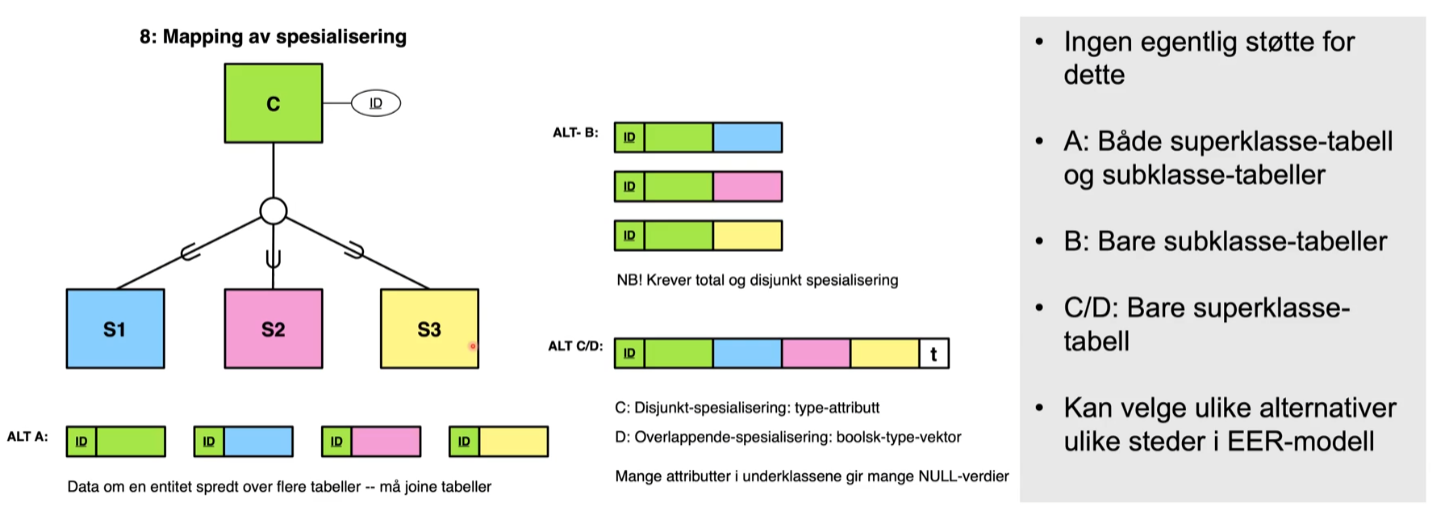 8: Mapping av spesialisering
C
ID
S1
S2
S3
ALT A:
ID
ID
ID
ID
Data om en entitet spredt over flere tabeller -- må joine tabeller
ALT- B:
ID
ID
ID
NB! Krever total og disjunkt spesialisering
ALT C/D:
ID
t
C: Disjunkt-spesialisering: type-attributt
D: Overlappende-spesialisering: boolsk-type-vektor
Mange attributter i underklassene gir mange NULL-verdier
• Ingen egentlig støtte for
dette
• A: Både superklasse-tabell
og subklasse-tabeller
• B: Bare subklasse-tabeller
• C/D: Bare superklasse-
tabell
• Kan velge ulike alternativer
ulike steder i EER-modell